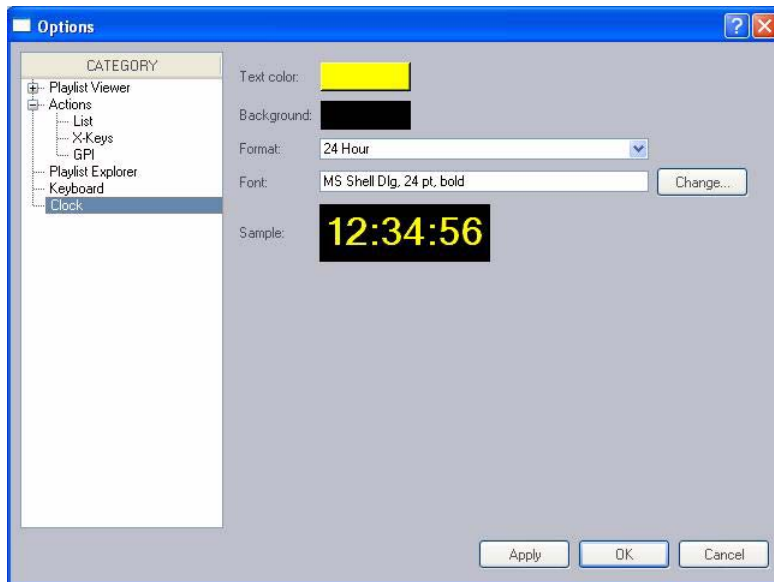 Options
CATEGORY
Playlist Viewer
Actions
List
X-Keys
GPI
Playlist Explorer
Keyboard
Clock
Text color:
Background:
Format: 24 Hour
Font: MS Shell Dlg, 24 pt, bold Change...
Sample: 12:34:56
Apply OK Cancel